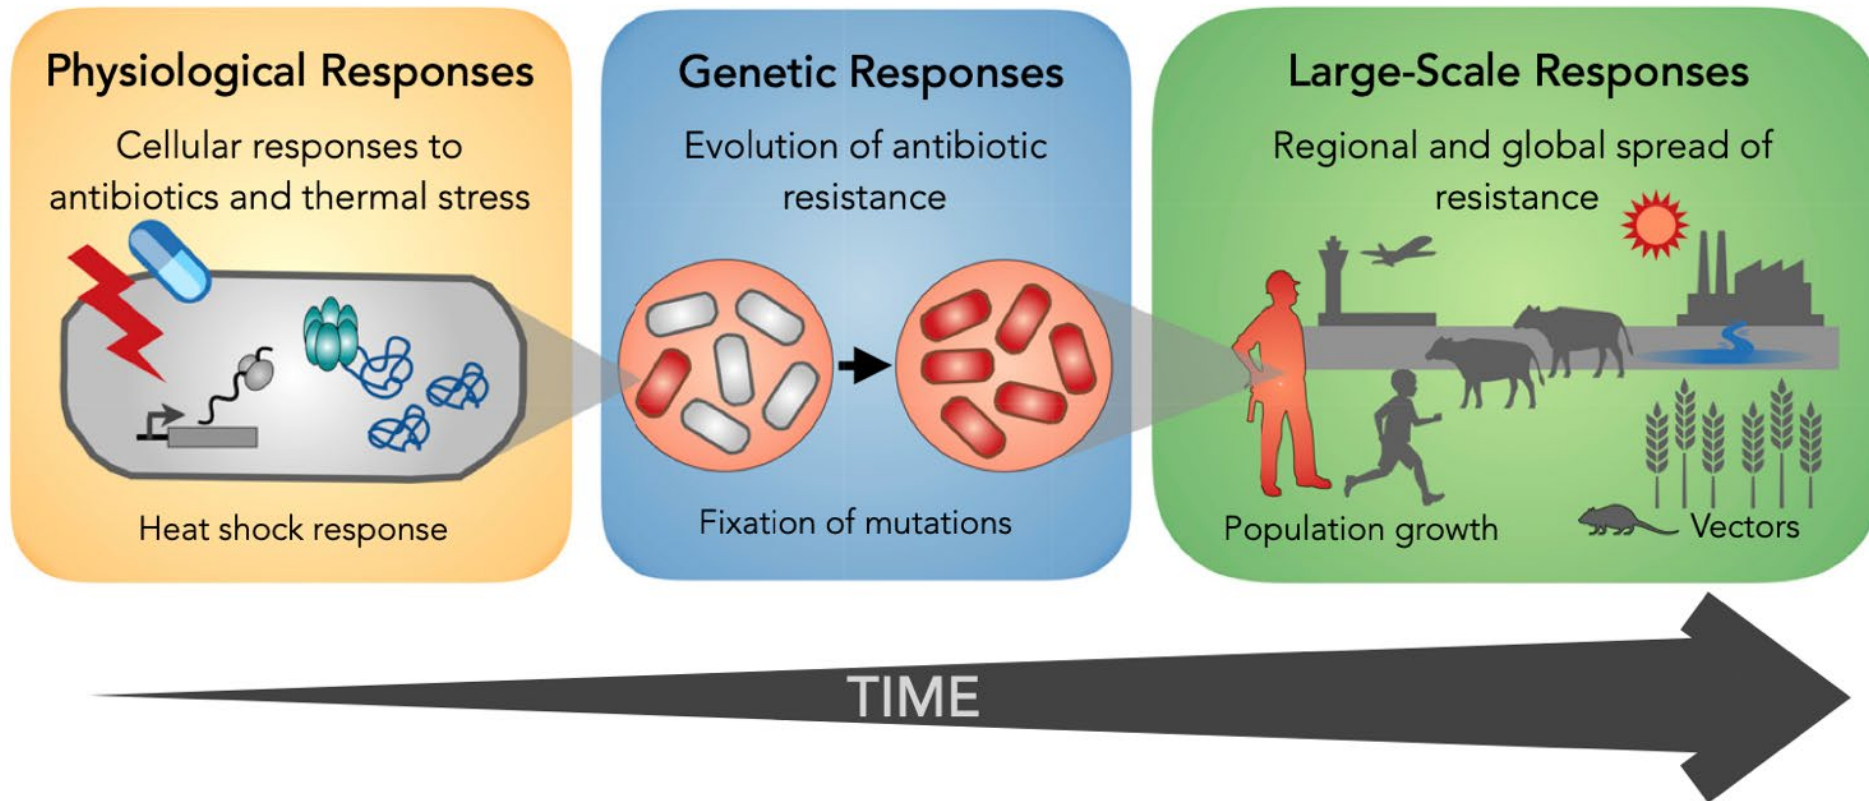 Physiological Responses
Cellular responses to
antibiotics and thermal stress
Heat shock response
Genetic Responses
Evolution of antibiotic
resistance
Fixation of mutations
Large-Scale Responses
Regional and global spread of
resistance
Population growth
Vectors
TIME